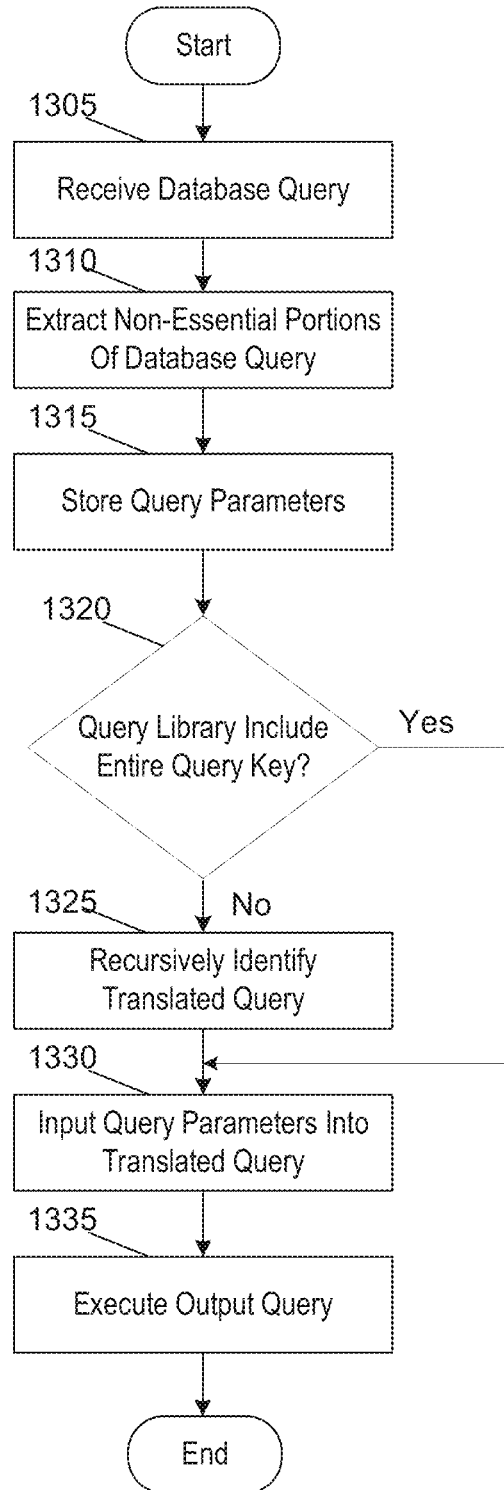 Start
1305
Receive Database Query
1310
Extract Non-Essential Portions
Of Database Query
1315
Store Query Parameters
1320
Query Library Include
Entire Query Key?
Yes
No
1325
Recursively Identify
Translated Query
1330
Input Query Parameters Into
Translated Query
1335
Execute Output Query
End